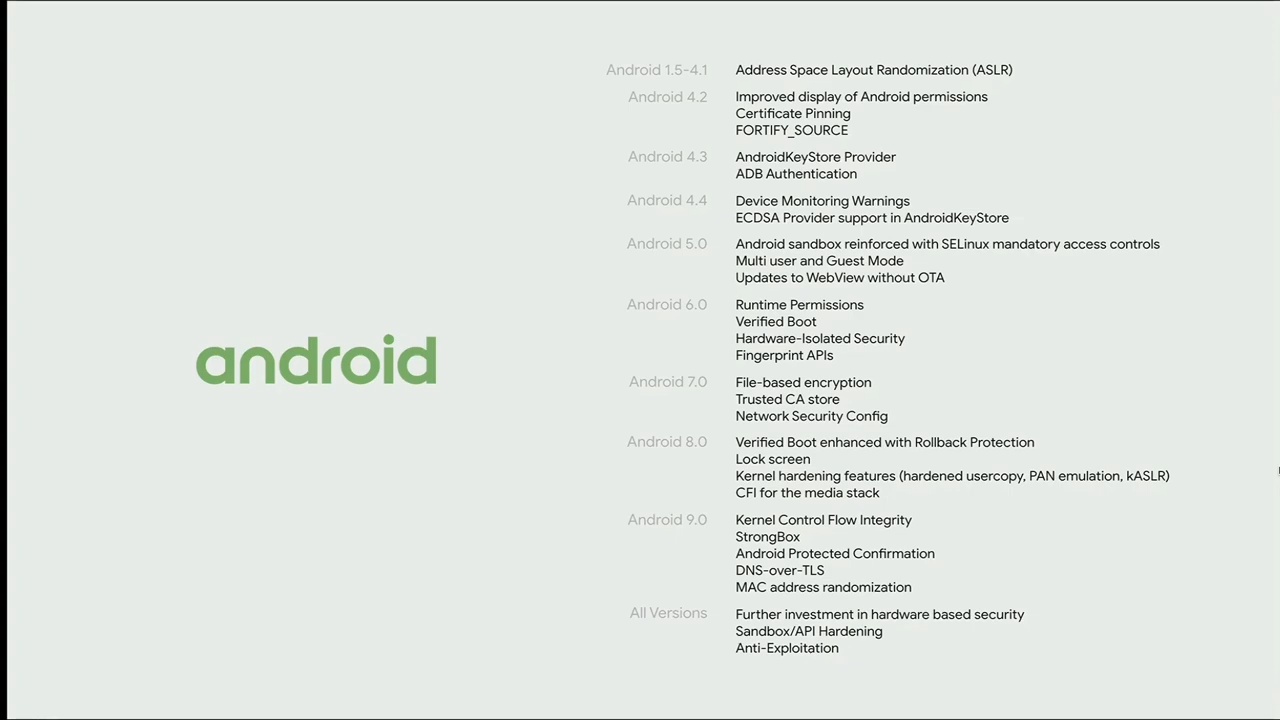 android
Android 1.5-4.1 Address Space Layout Randomization (ASLR)
Android 4.2 Improved display of Android permissions
Certificate Pinning
FORTIFY_SOURCE
Android 4.3 AndroidKeyStore Provider
ADB Authentication
Android 4.4 Device Monitoring Warnings
ECDSA Provider support in AndroidKeyStore
Android 5.0 Android sandbox reinforced with SELinux mandatory access controls
Multi user and Guest Mode
Updates to WebView without OTA
Android 6.0 Runtime Permissions
Verified Boot
Hardware-Isolated Security
Fingerprint APIs
Android 7.0 File-based encryption
Trusted CA store
Network Security Config
Android 8.0 Verified Boot enhanced with Rollback Protection
Lock screen
Kernel hardening features (hardened usercopy, PAN emulation, kASLR)
CFI for the media stack
Android 9.0 Kernel Control Flow Integrity
StrongBox
Android Protected Confirmation
DNS-over-TLS
MAC address randomization
All Versions Further investment in hardware based security
Sandbox/API Hardening
Anti-Exploitation